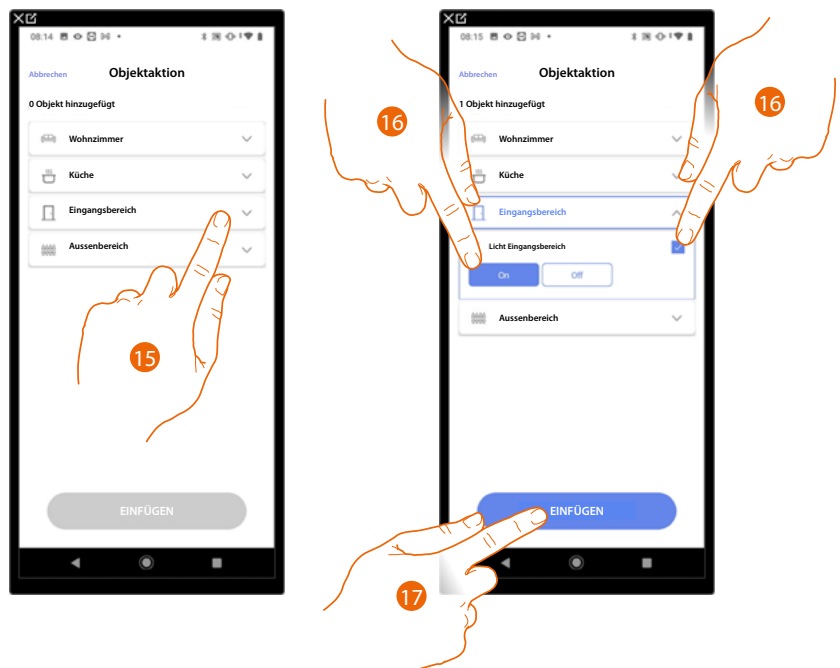 08:14
Abbrechen Objektaktion
0 Objekt hinzugefügt
Wohnzimmer
Küche
Eingangsbereich
Aussenbereich
15
EINFÜGEN
08:15
Abbrechen Objektaktion
1 Objekt hinzugefügt
16
16
Wohnzimmer
Küche
Eingangsbereich
Licht Eingangsbereich
On Off
Aussenbereich
EINFÜGEN
17